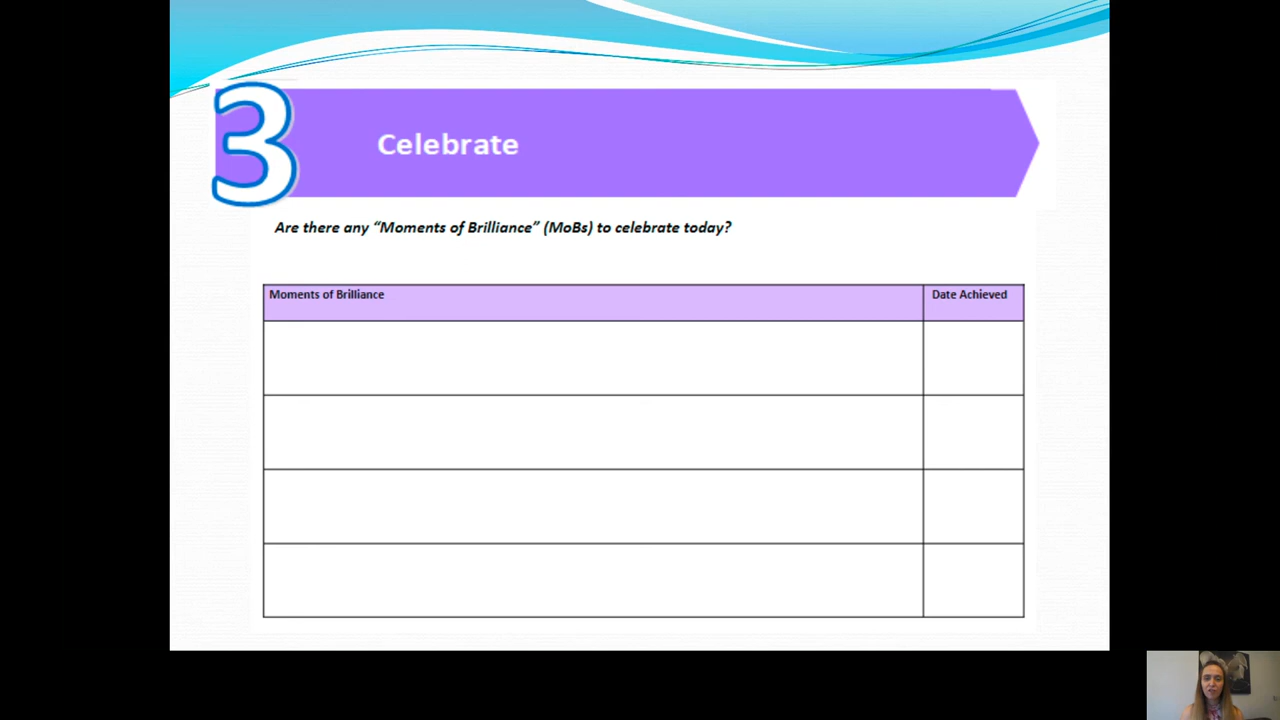 3
Celebrate
Are there any “Moments of Brilliance” (MoBs) to celebrate today?
Moments of Brilliance
Date Achieved